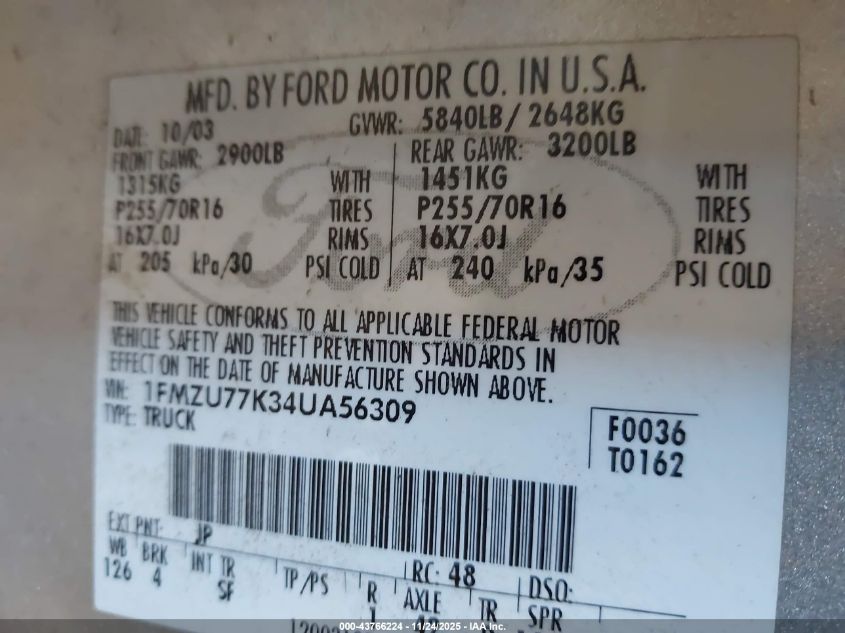 MFD. BY FORD MOTOR CO. IN U.S.A.
DATE: 10/03 GVWR: 5840LB/ 2648KG
FRONT GAWR: 2900LB REAR GAWR: 3200LB
1315KG WITH 1451KG WITH
P255/70R16 TIRES P255/70R16 TIRES
16X7.0J RIMS 16X7.0J RIMS
AT 205 kPa/30 PSI COLD AT 240 kPa/35 PSI COLD
Ford
THIS VEHICLE CONFORMS TO ALL APPLICABLE FEDERAL MOTOR
VEHICLE SAFETY AND THEFT PREVENTION STANDARDS IN
EFFECT ON THE DATE OF MANUFACTURE SHOWN ABOVE.
VIN: 1FMZU77K34UA56309
TYPE: TRUCK
F0036
T0162
EXT PNT: JP
RC: 48 DSO:
WB BRK INT TR TP/PS R AXLE TR SPR
126 4 SF
000-43766224 - 11/24/2025 - IAA, Inc.